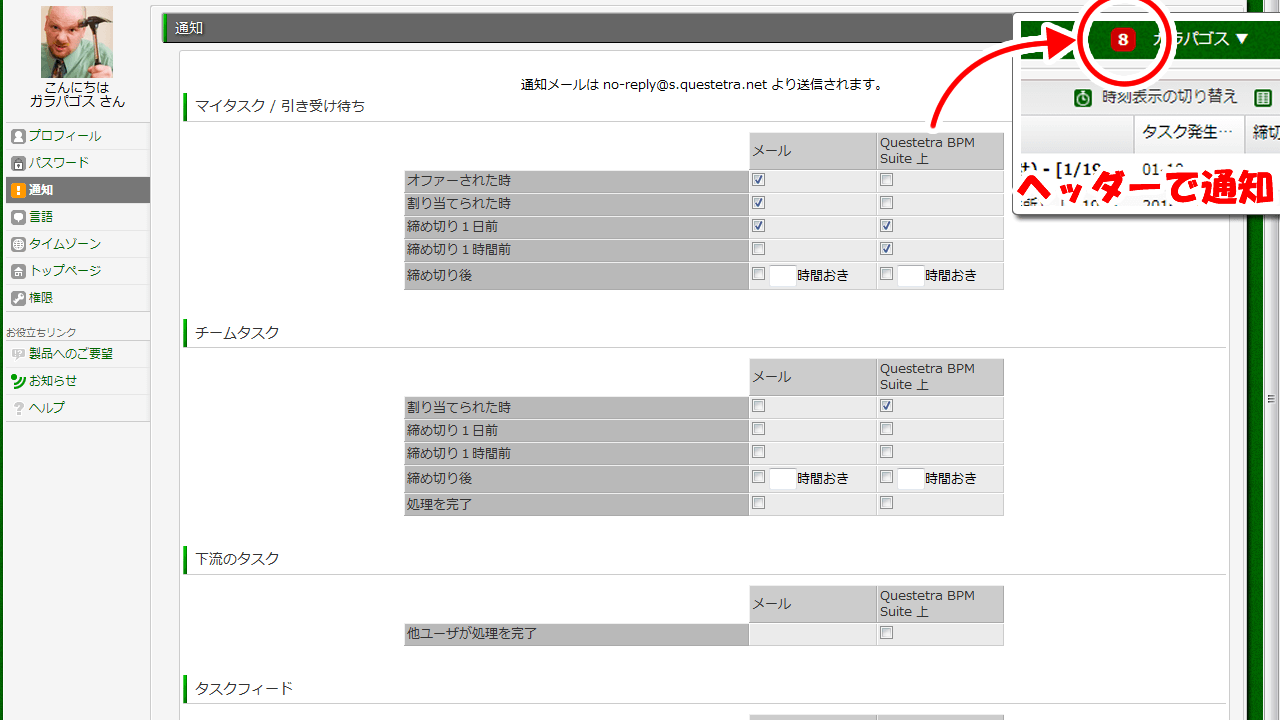 こんにちは
ガラパゴス さん
プロフィール
パスワード
通知
言語
タイムゾーン
トップページ
権限
お役立ちリンク
製品へのご要望
お知らせ
ヘルプ
通知
通知メールは no-reply@s.questetra.net より送信されます。
マイタスク / 引き受け待ち
メール
Questetra BPM
Suite 上
オファーされた時
割り当てられた時
締め切り１日前
締め切り１時間前
締め切り後
時間おき
時間おき
チームタスク
メール
Questetra BPM
Suite 上
割り当てられた時
締め切り１日前
締め切り１時間前
締め切り後
時間おき
時間おき
処理を完了
下流のタスク
メール
Questetra BPM
Suite 上
他ユーザが処理を完了
タスクフィード
8
ガラパゴス ▼
時刻表示の切り替え
タスク発生…
締切
ヘッダーで通知